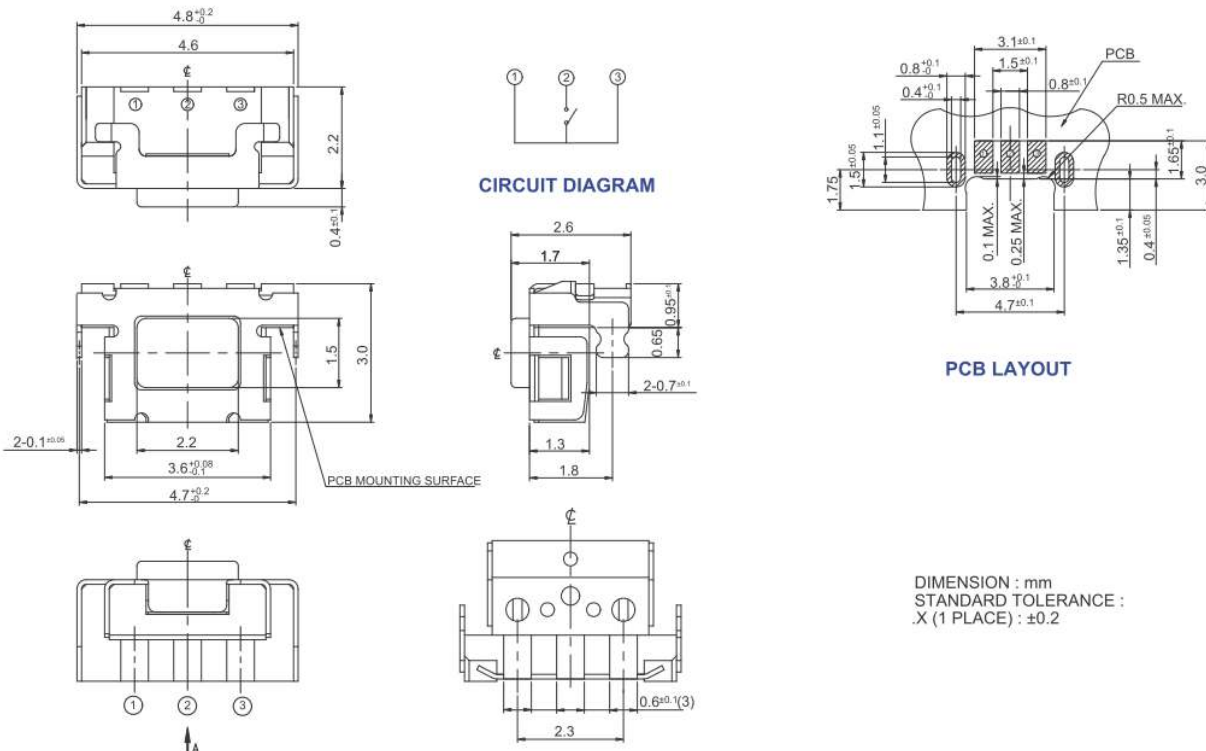 4.8+0.2 -0
4.6
℄
① ② ③
2.2
0.4±0.1
① ② ③
CIRCUIT DIAGRAM
3.1±0.1
0.8+0.1 -0
1.5±0.1
0.4+0.1 -0
0.8±0.1
PCB
R0.5 MAX.
1.1±0.05
1.5±0.05
1.75
1.65±0.1
3.0
0.1 MAX.
0.25 MAX.
1.35±0.1
0.4±0.05
3.8+0.1 -0
4.7±0.1
PCB LAYOUT
℄
1.5
3.0
2-0.1±0.05
2.2
3.6+0.08 -0.1
4.7+0.2 -0
PCB MOUNTING SURFACE
2.6
1.7
℄
0.95±0.1
0.65
2-0.7±0.1
1.3
1.8
℄
① ② ③
A
℄
0.6±0.1(3)
2.3
DIMENSION : mm
STANDARD TOLERANCE :
.X (1 PLACE) : ±0.2